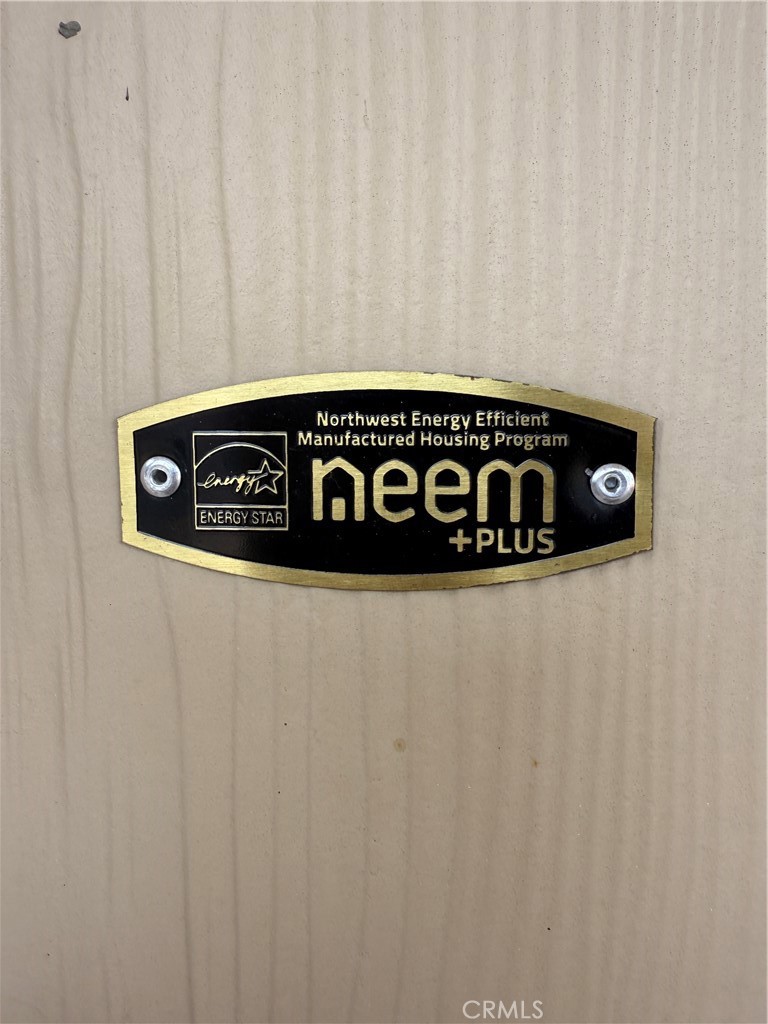 Northwest Energy Efficient
Manufactured Housing Program
energy
ENERGY STAR
neem
+PLUS
CRMLS